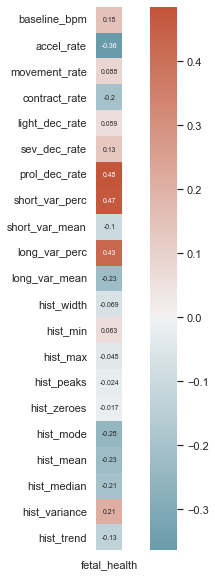 baseline_bpm 0.15
accel_rate -0.36
movement_rate 0.088
contract_rate -0.2
light_dec_rate 0.059
sev_dec_rate 0.13
prol_dec_rate 0.48
short_var_perc 0.47
short_var_mean -0.1
long_var_perc 0.43
long_var_mean -0.23
hist_width -0.069
hist_min 0.063
hist_max -0.045
hist_peaks -0.024
hist_zeroes -0.017
hist_mode -0.25
hist_mean -0.23
hist_median -0.21
hist_variance 0.21
hist_trend -0.13
fetal_health
0.4
0.3
0.2
0.1
0.0
−0.1
−0.2
−0.3